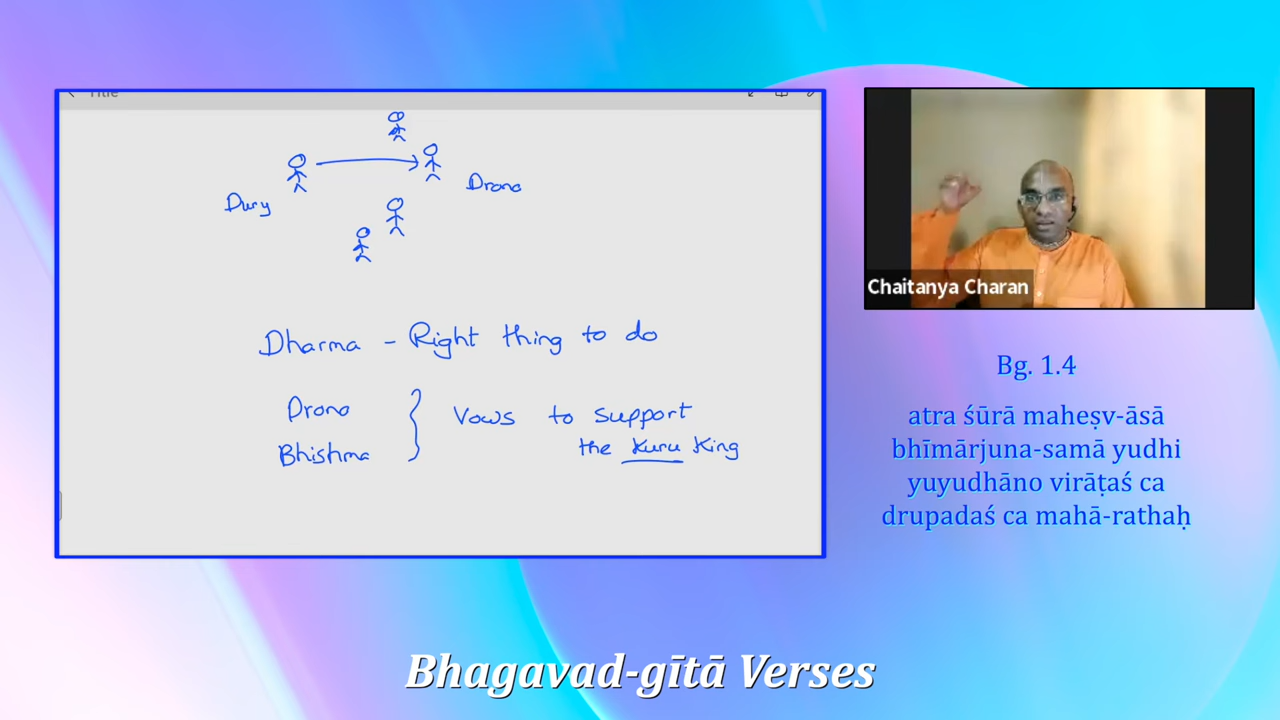 Title
Dury
Drona
Dharma - Right thing to do
Drona
Bhishma
Vows to support
the Kuru King
Chaitanya Charan
Bg. 1.4
atra śūrā maheṣv-āsā
bhīmārjuna-samā yudhi
yuyudhāno virāṭaś ca
drupadaś ca mahā-rathaḥ
Bhagavad-gītā Verses